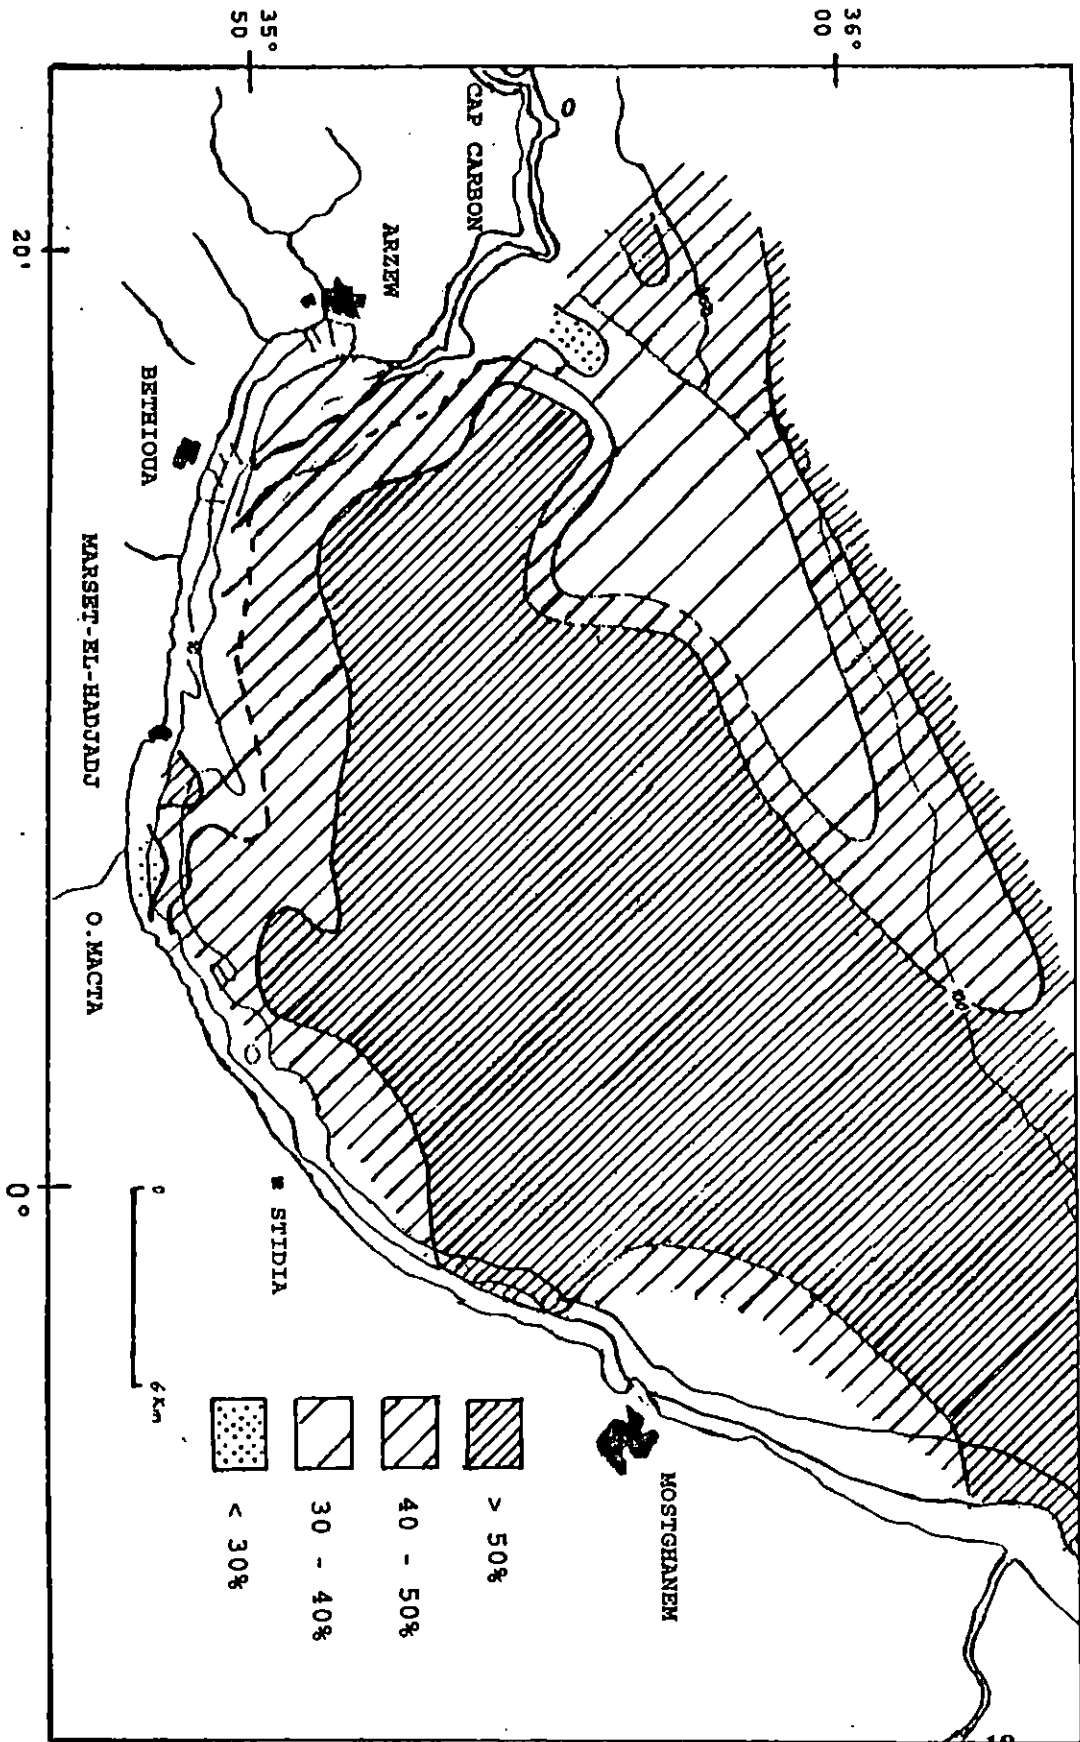 36°
00
35°
50
CAP CARBON
O
ARZEW
BETHIOUA
MARSET-EL-HADJADJ
O.MACTA
STIDIA
MOSTGHANEM
20'
0°
0
6 Km
> 50%
40 - 50%
30 - 40%
< 30%